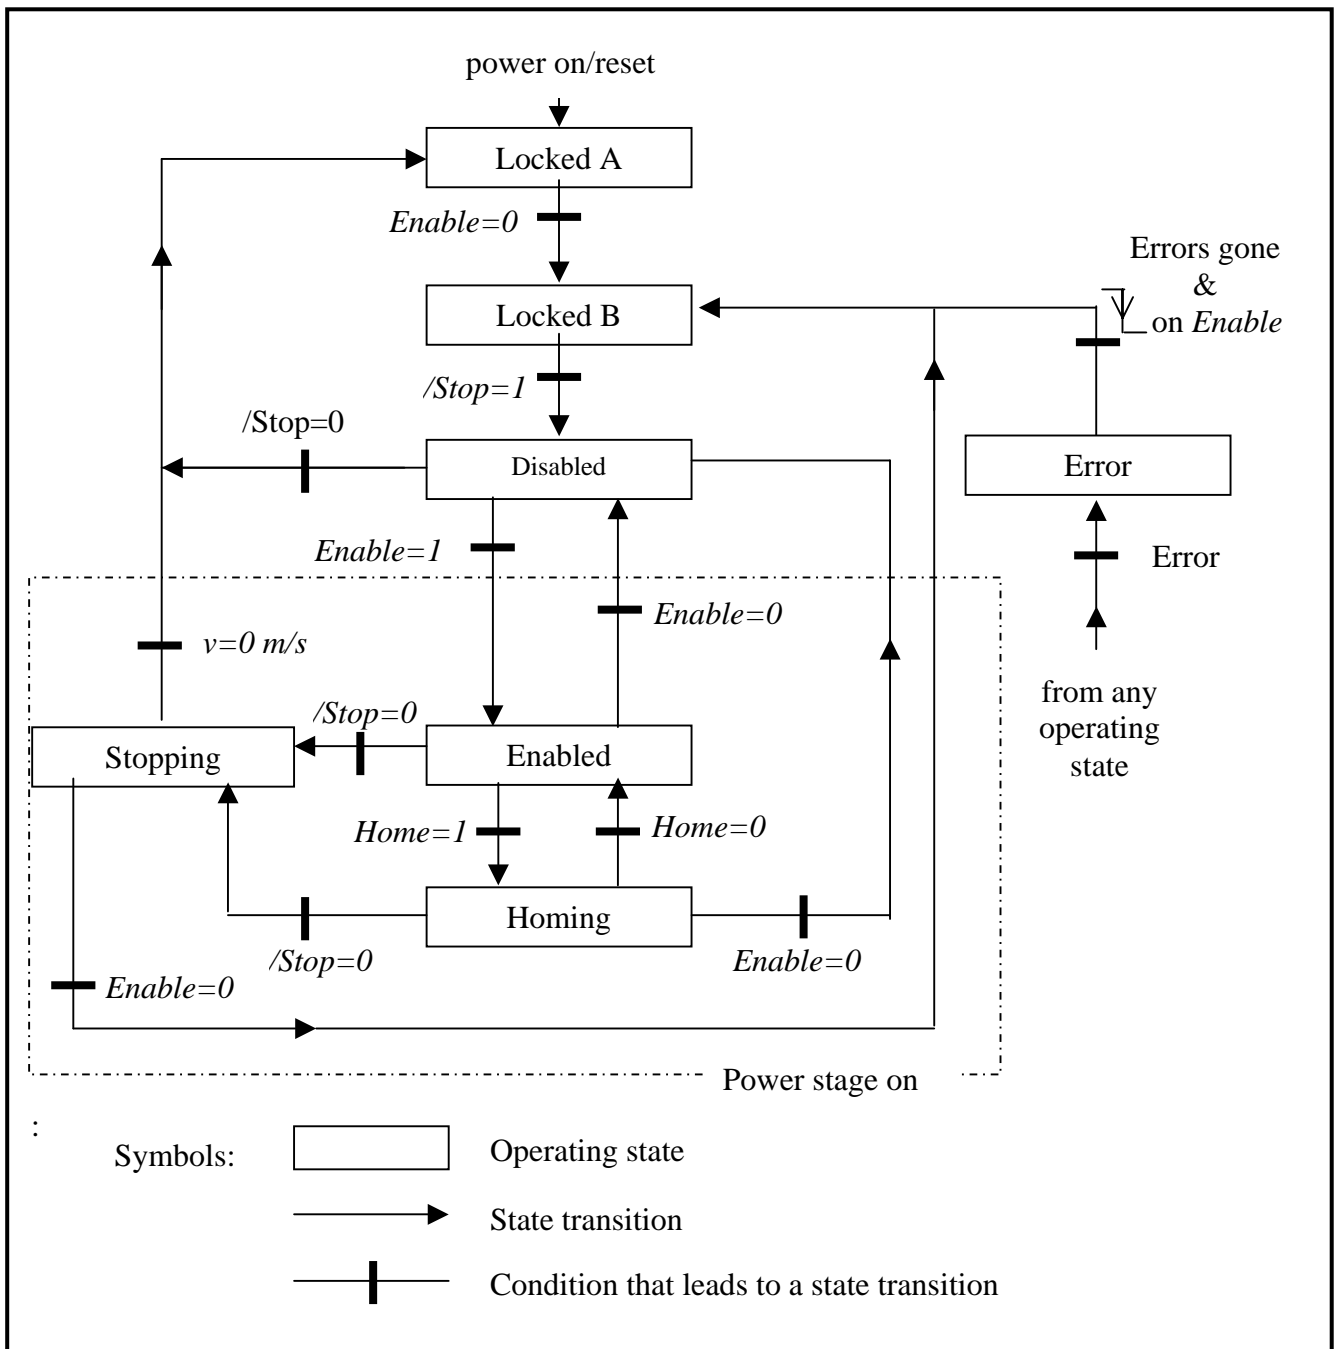 power on/reset
Locked A
Enable=0
Errors gone
&
on Enable
Locked B
/Stop=1
/Stop=0
Disabled
Error
Enable=1
Error
Enable=0
v=0 m/s
from any
operating
state
/Stop=0
Stopping
Enabled
Home=1
Home=0
Homing
/Stop=0
Enable=0
Enable=0
Power stage on
:
Symbols:
Operating state
State transition
Condition that leads to a state transition